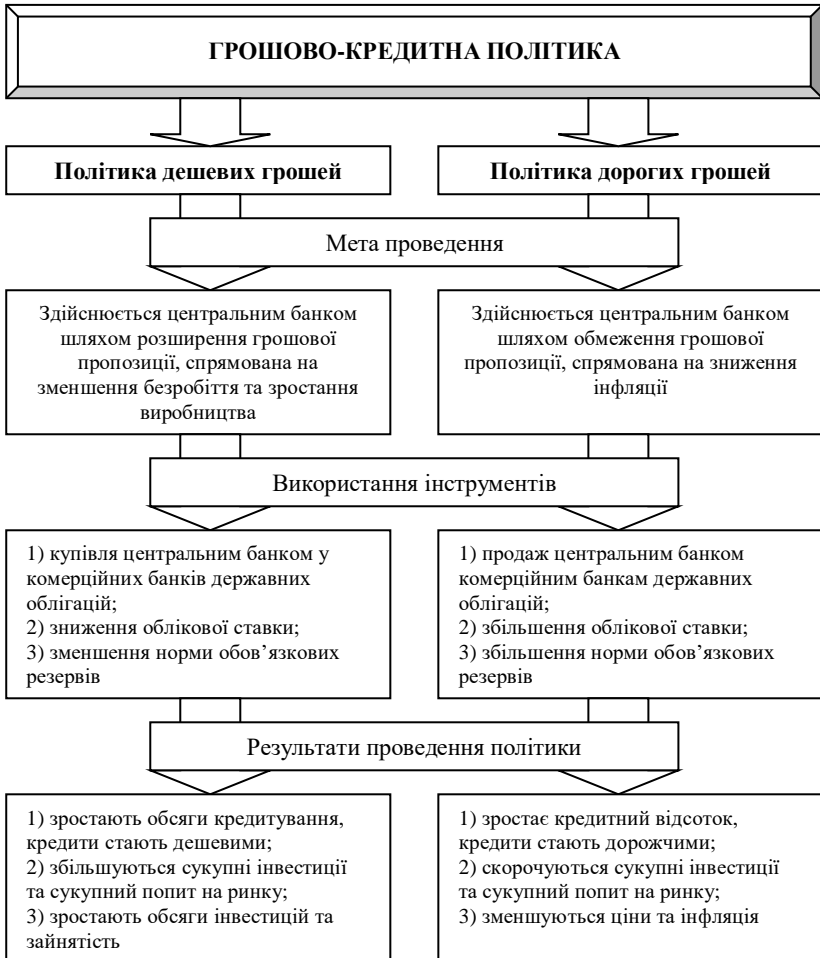 ГРОШОВО-КРЕДИТНА ПОЛІТИКА
Політика дешевих грошей
Політика дорогих грошей
Мета проведення
Здійснюється центральним банком
шляхом розширення грошової
пропозиції, спрямована на
зменшення безробіття та зростання
виробництва
Здійснюється центральним банком
шляхом обмеження грошової
пропозиції, спрямована на зниження
інфляції
Використання інструментів
1) купівля центральним банком у
комерційних банків державних
облігацій;
2) зниження облікової ставки;
3) зменшення норми обов’язкових
резервів
1) продаж центральним банком
комерційним банкам державних
облігацій;
2) збільшення облікової ставки;
3) збільшення норми обов’язкових
резервів
Результати проведення політики
1) зростають обсяги кредитування,
кредити стають дешевими;
2) збільшуються сукупні інвестиції
та сукупний попит на ринку;
3) зростають обсяги інвестицій та
зайнятість
1) зростає кредитний відсоток,
кредити стають дорожчими;
2) скорочуються сукупні інвестиції
та сукупний попит на ринку;
3) зменшуються ціни та інфляція